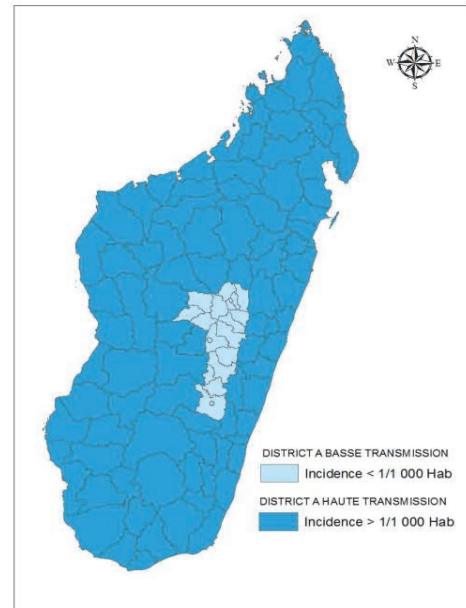 N
W E
S
DISTRICT A BASSE TRANSMISSION
Incidence < 1/1 000 Hab
DISTRICT A HAUTE TRANSMISSION
Incidence > 1/1 000 Hab